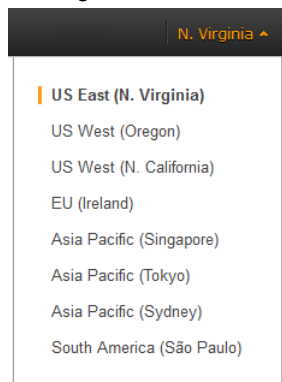 N. Virginia
US East (N. Virginia)
US West (Oregon)
US West (N. California)
EU (Ireland)
Asia Pacific (Singapore)
Asia Pacific (Tokyo)
Asia Pacific (Sydney)
South America (São Paulo)